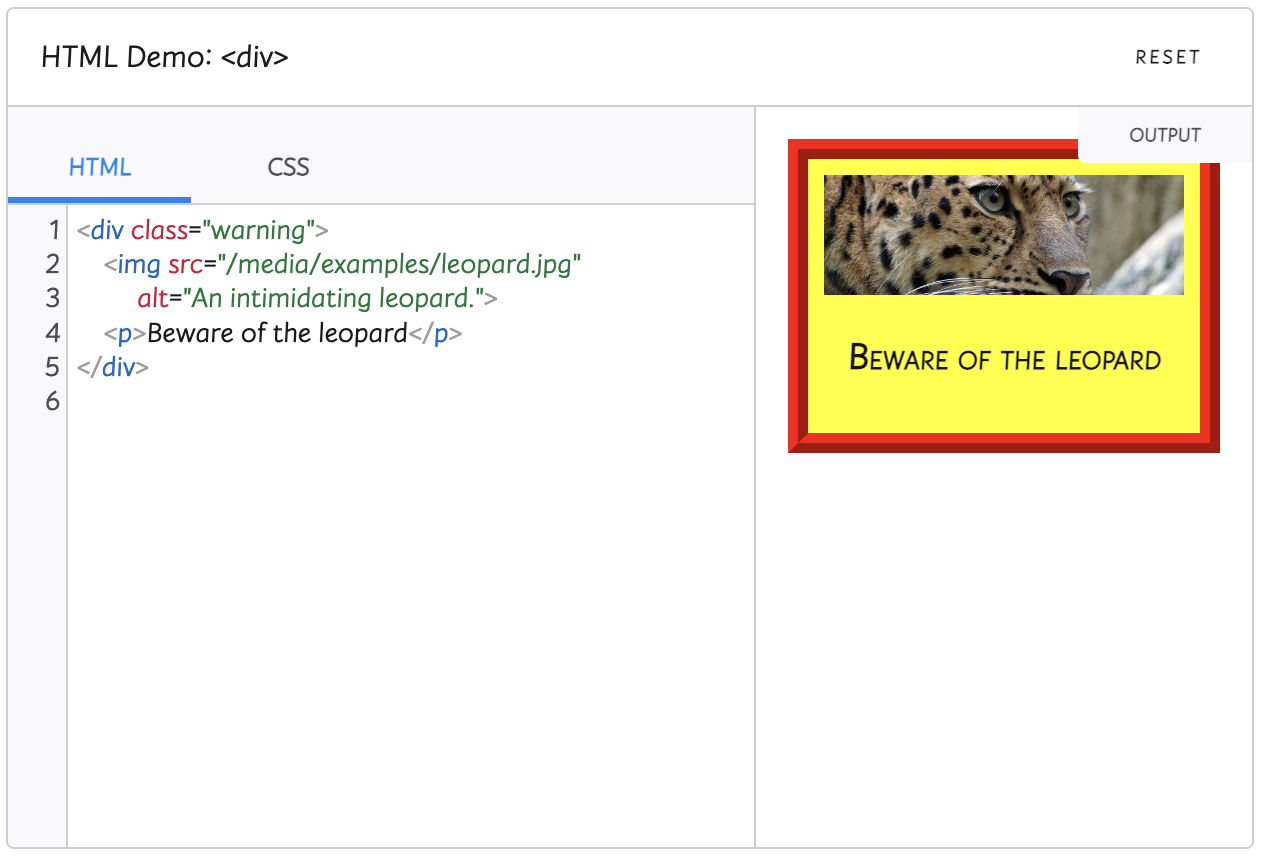 HTML Demo: <div>
RESET
HTML
CSS
1 <div class="warning">
2 <img src="/media/examples/leopard.jpg"
3 alt="An intimidating leopard.">
4 <p>Beware of the leopard</p>
5 </div>
6
OUTPUT
Beware of the leopard